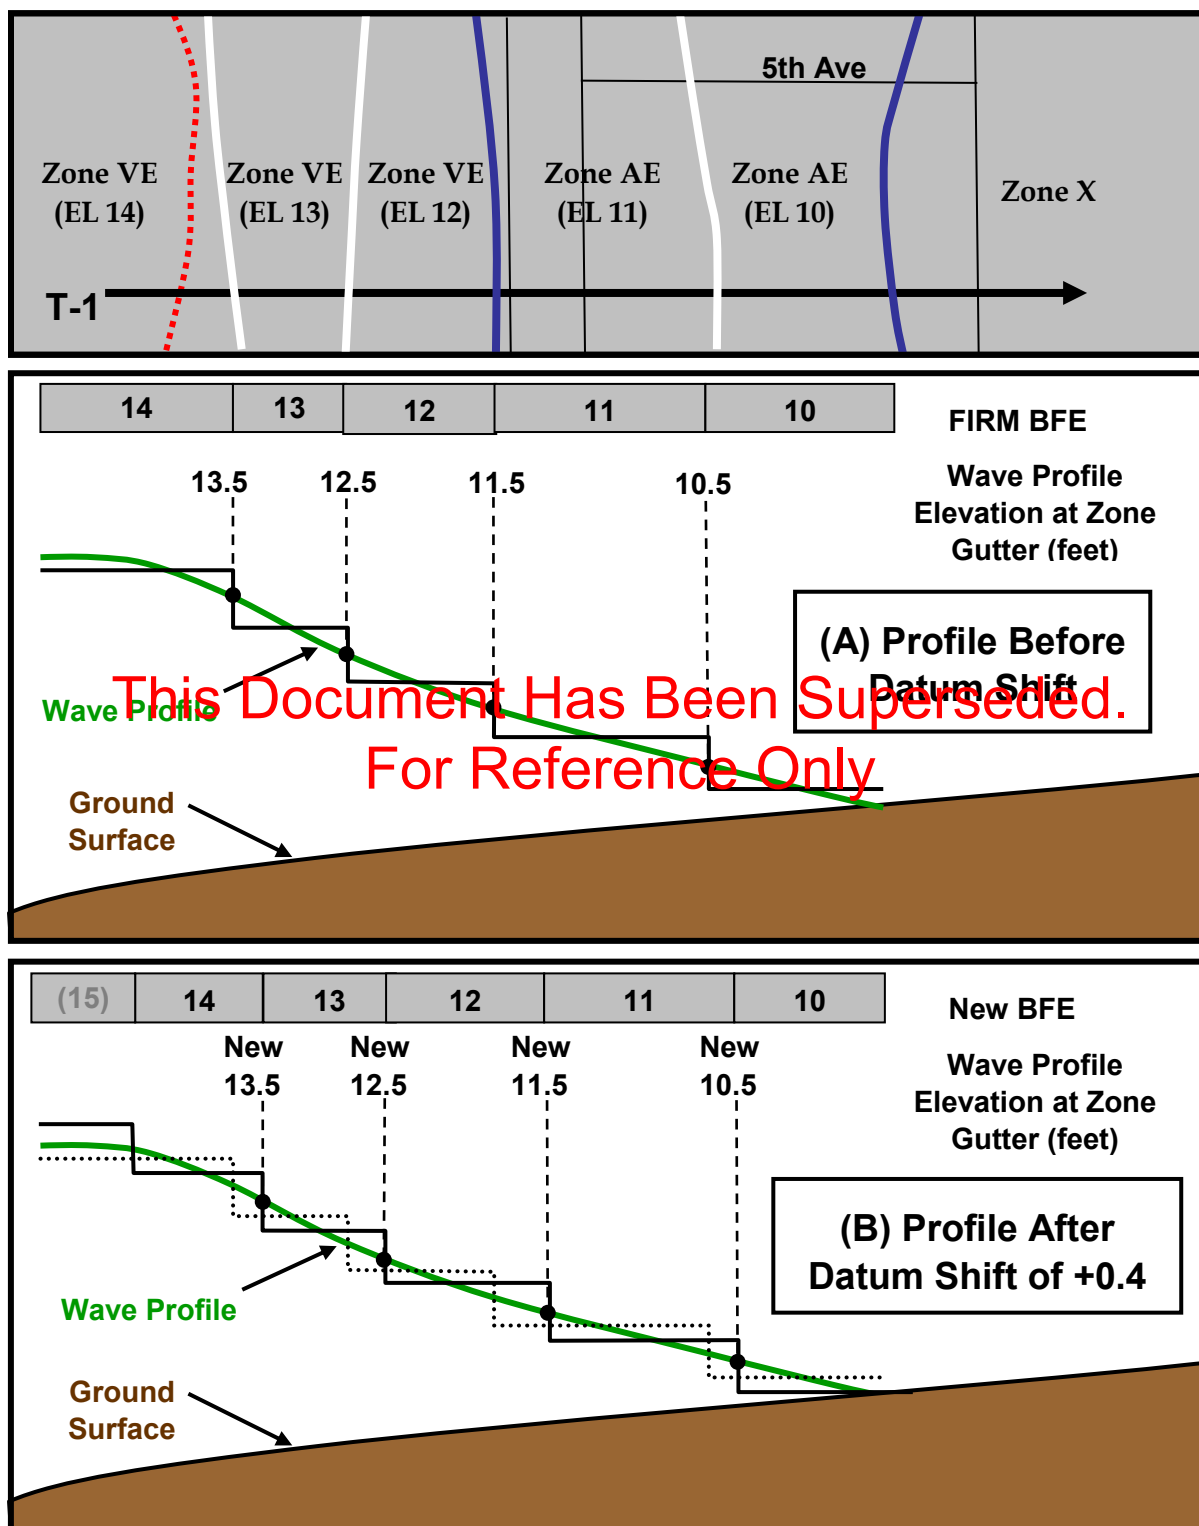 5th Ave
Zone VE
(EL 14)
Zone VE
(EL 13)
Zone VE
(EL 12)
Zone AE
(EL 11)
Zone AE
(EL 10)
Zone X
T-1
14
13
12
11
10
FIRM BFE
13.5
12.5
11.5
10.5
Wave Profile
Elevation at Zone
Gutter (feet)
(A) Profile Before
Datum Shift
Wave Profile
This Document Has Been Superseded.
For Reference Only
Ground
Surface
(15)
14
13
12
11
10
New BFE
New
13.5
New
12.5
New
11.5
New
10.5
Wave Profile
Elevation at Zone
Gutter (feet)
(B) Profile After
Datum Shift of +0.4
Wave Profile
Ground
Surface